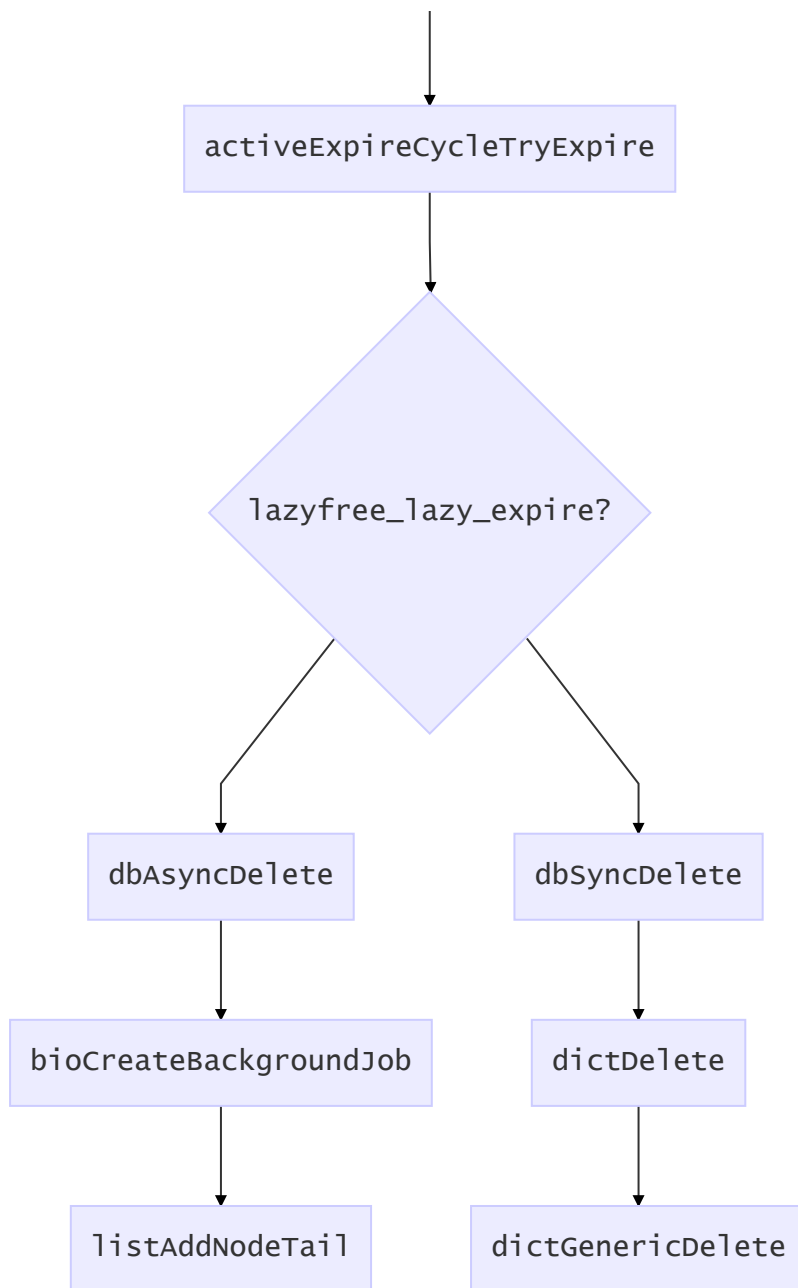 activeExpireCycleTryExpire
lazyfree_lazy_expire?
dbAsyncDelete
dbSyncDelete
bioCreateBackgroundJob
dictDelete
listAddNodeTail
dictGenericDelete